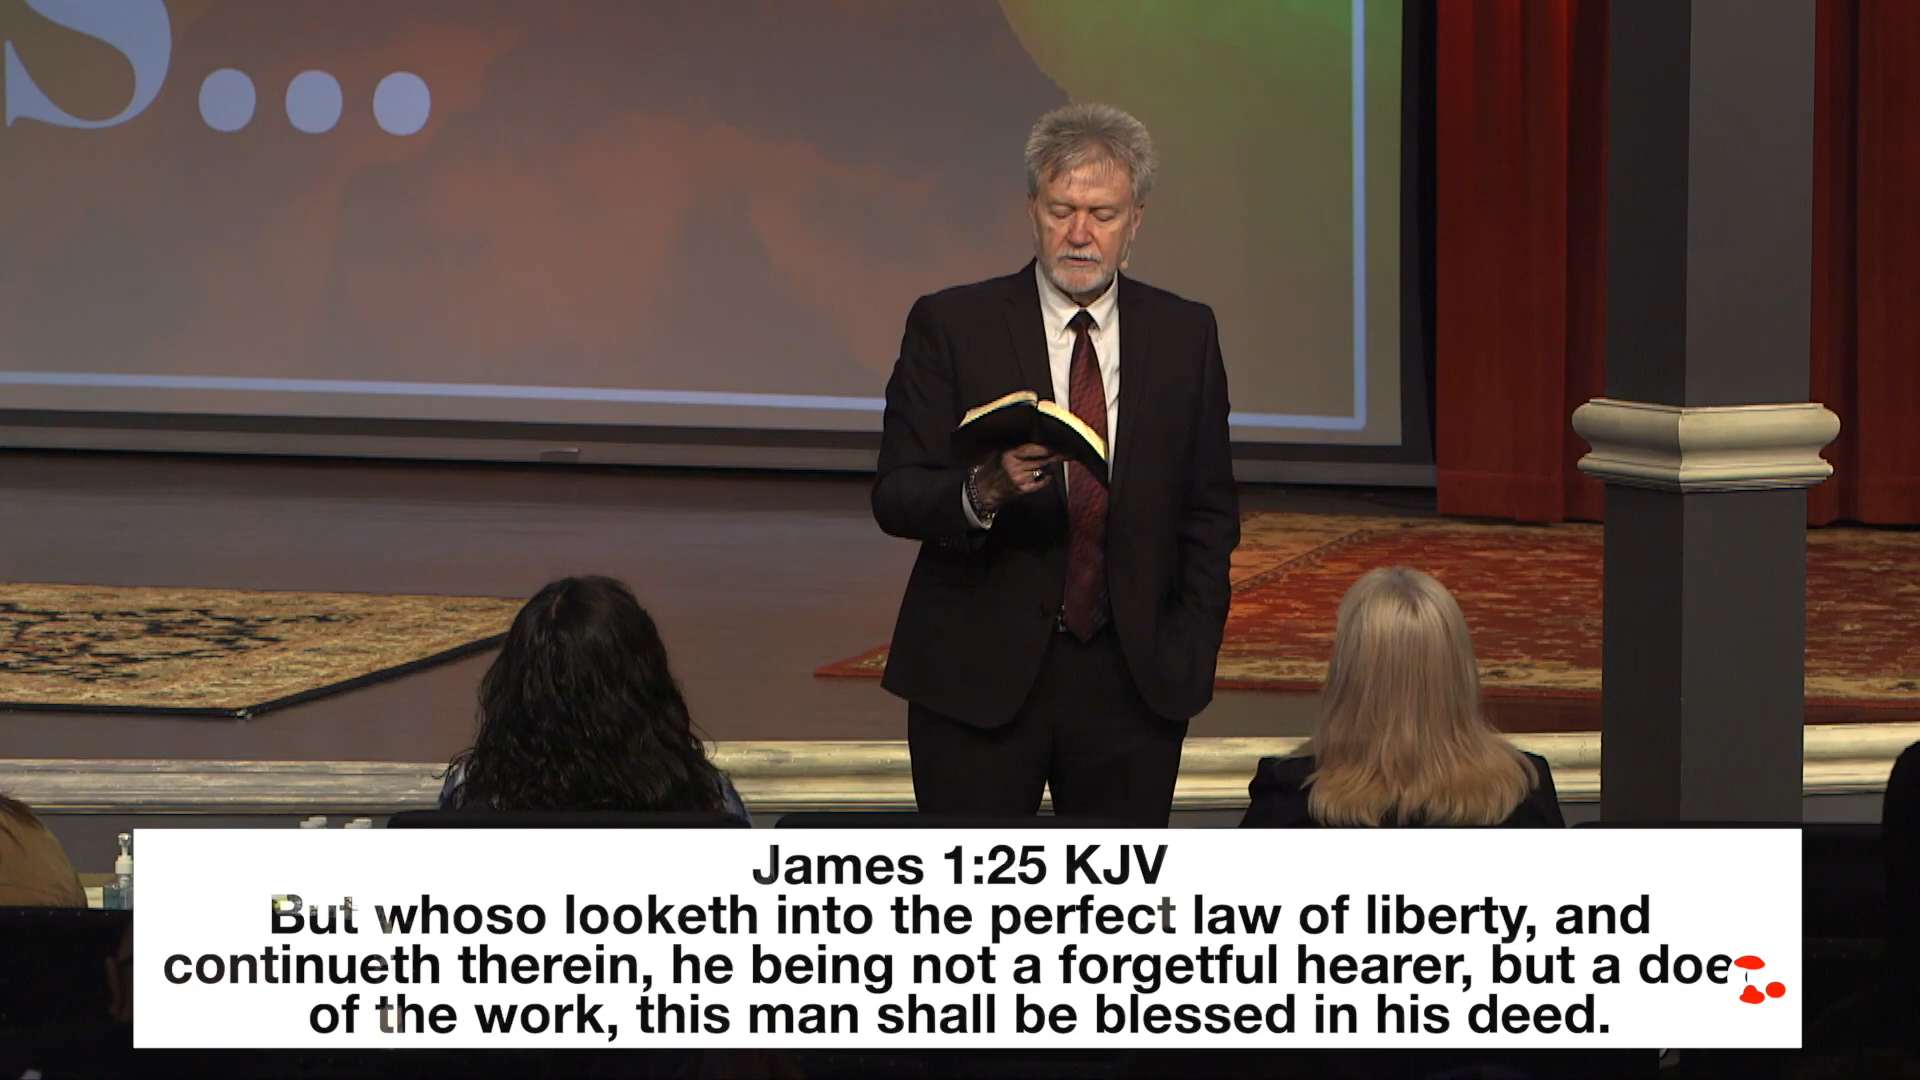 S...
James 1:25 KJV
But whoso looketh into the perfect law of liberty, and
continueth therein, he being not a forgetful hearer, but a doe
of the work, this man shall be blessed in his deed.